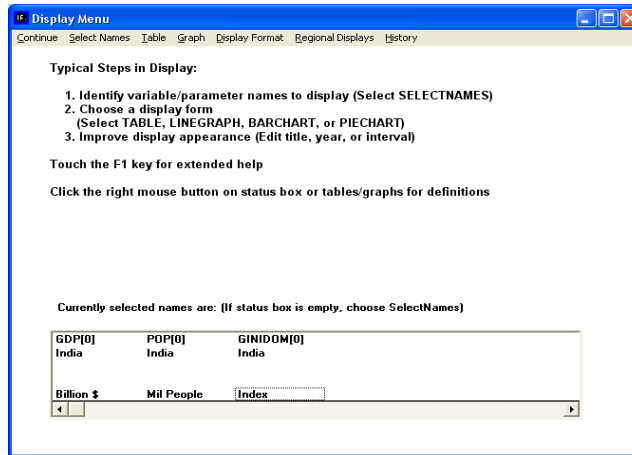 IFs Display Menu
Continue Select Names Table Graph Display Format Regional Displays History
Typical Steps in Display:
1. Identify variable/parameter names to display (Select SELECTNAMES)
2. Choose a display form
(Select TABLE, LINEGRAPH, BARCHART, or PIECHART)
3. Improve display appearance (Edit title, year, or interval)
Touch the F1 key for extended help
Click the right mouse button on status box or tables/graphs for definitions
Currently selected names are: (If status box is empty, choose SelectNames)
GDP[0] POP[0] GINIDOM[0]
India India India
Billion $ Mil People Index